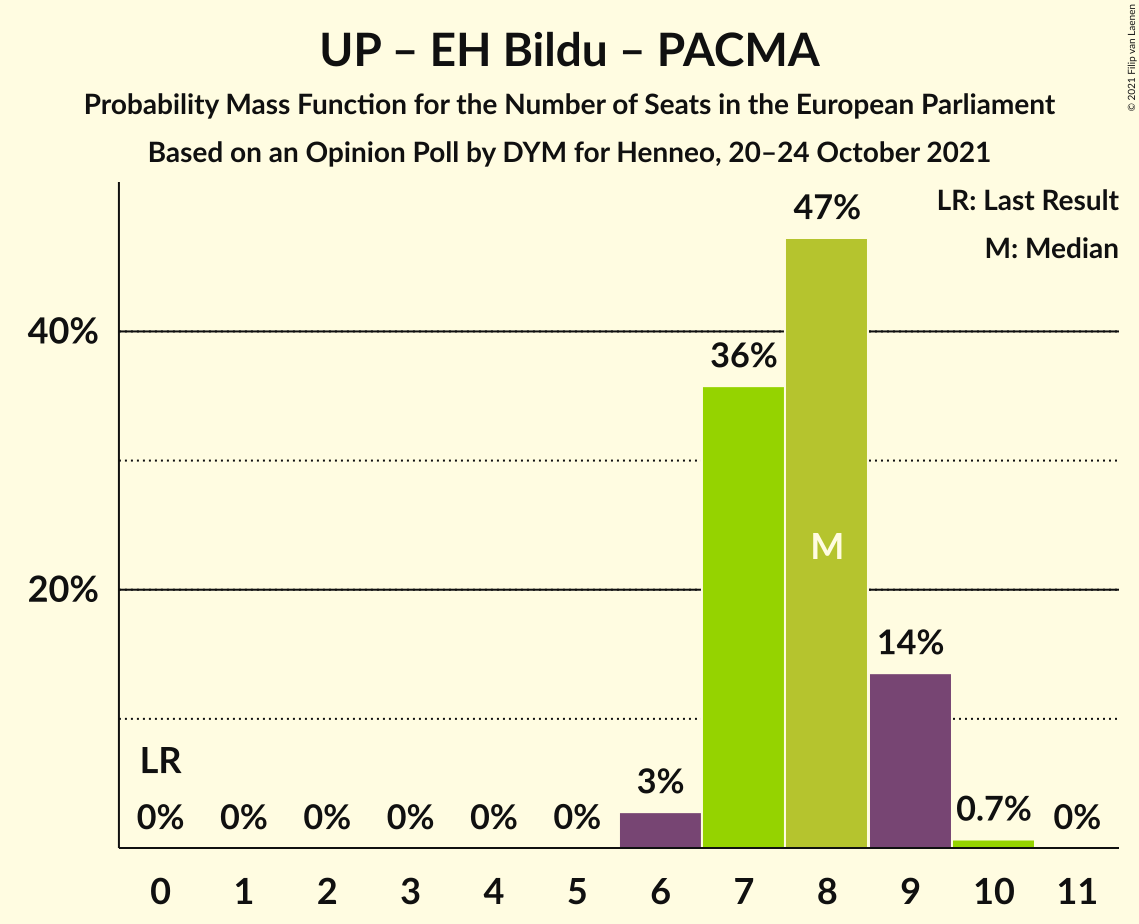 UP – EH Bildu – PACMA
Probability Mass Function for the Number of Seats in the European Parliament
Based on an Opinion Poll by DYM for Henneo, 20–24 October 2021
© 2021 Filip van Laenen
LR: Last Result
M: Median
47%
40%
36%
M
20%
14%
LR
3%
0.7%
0% 0% 0% 0% 0% 0% 0%
0 1 2 3 4 5 6 7 8 9 10 11